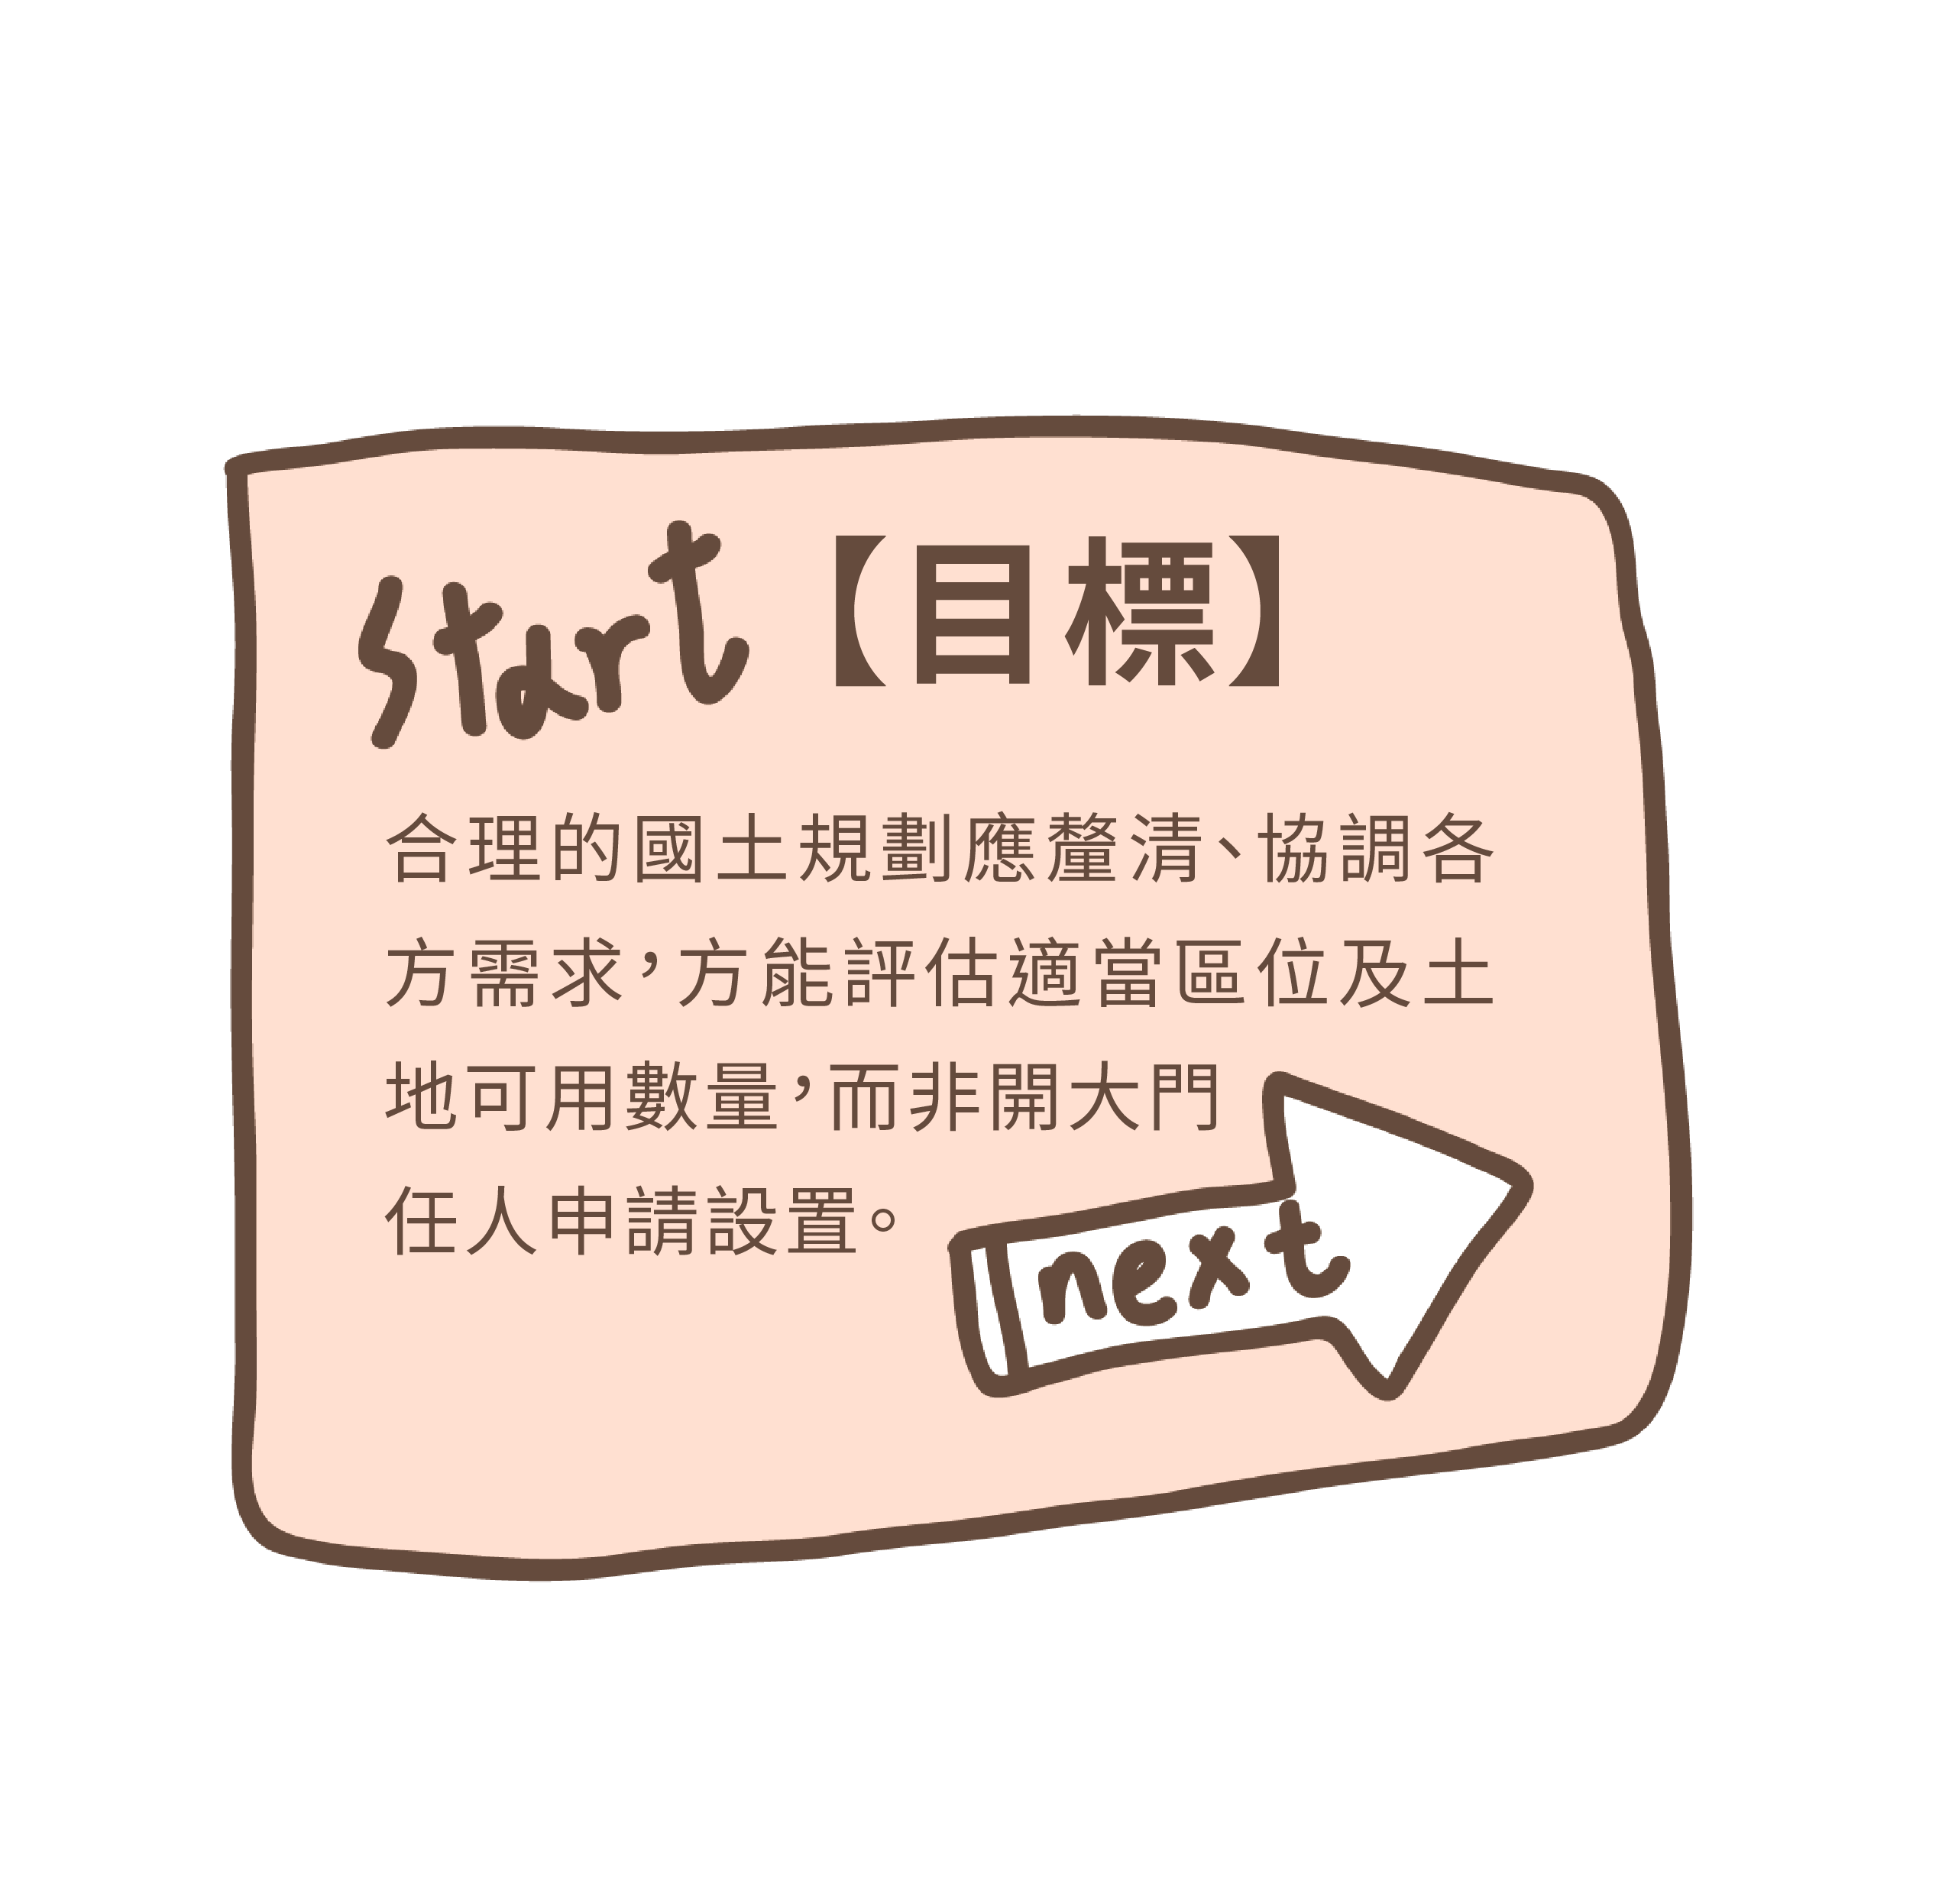 start【目標】
合理的國土規劃應釐清、協調各
方需求，方能評估適當區位及土
地可用數量，而非開大門
任人申請設置。
next